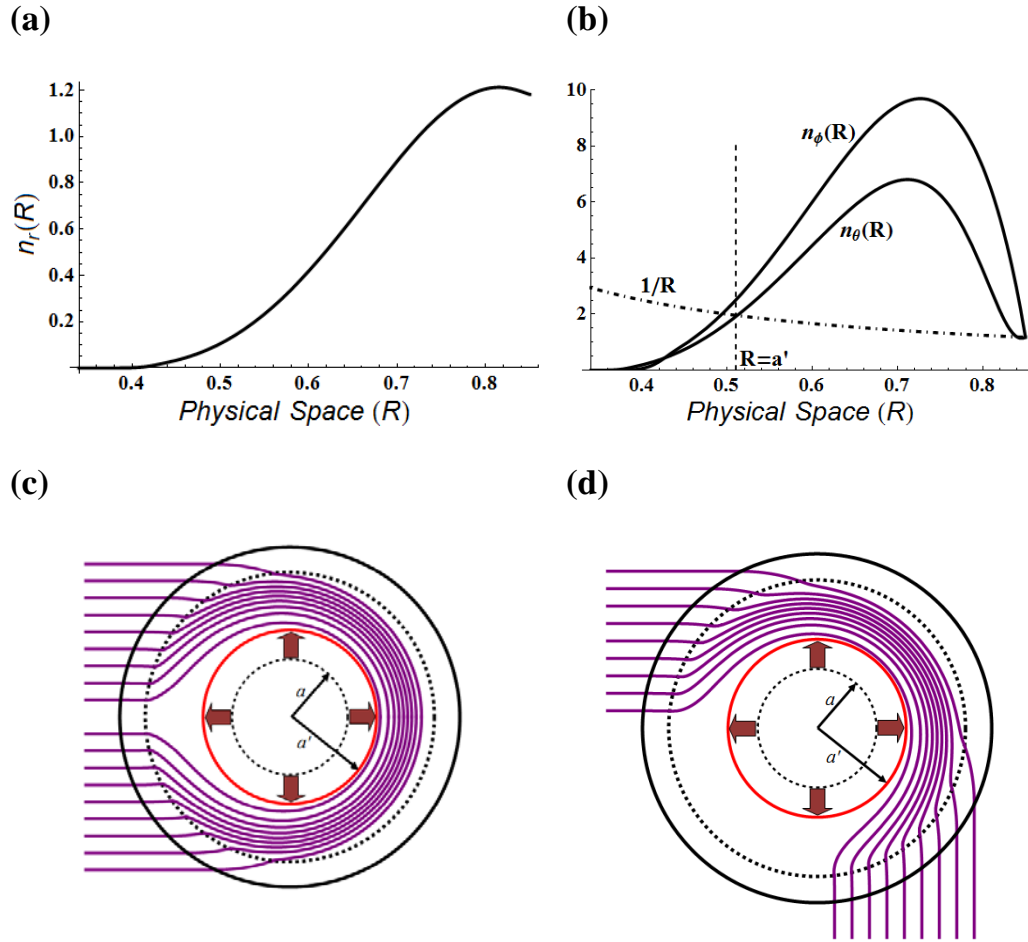 (a)
(b)
1.2
1.0
0.8
0.6
0.4
0.2
n_r(R)
0.4
0.5
0.6
0.7
0.8
Physical Space (R)
10
8
6
4
2
n_ϕ(R)
n_θ(R)
1/R
R=a'
0.4
0.5
0.6
0.7
0.8
Physical Space (R)
(c)
(d)
a
a'
a
a'